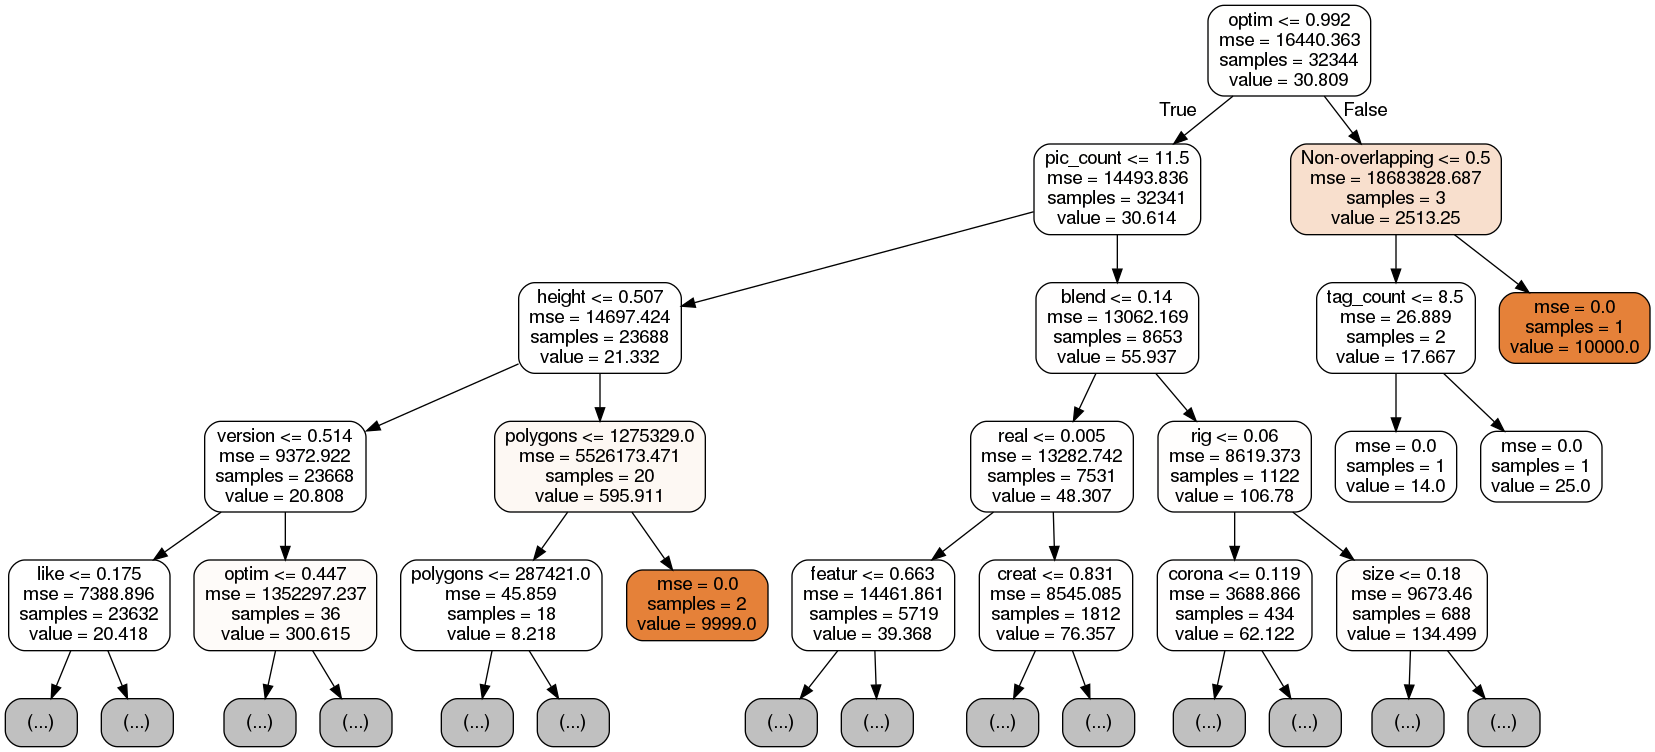 optim <= 0.992
mse = 16440.363
samples = 32344
value = 30.809
True
False
pic_count <= 11.5
mse = 14493.836
samples = 32341
value = 30.614
Non-overlapping <= 0.5
mse = 18683828.687
samples = 3
value = 2513.25
height <= 0.507
mse = 14697.424
samples = 23688
value = 21.332
blend <= 0.14
mse = 13062.169
samples = 8653
value = 55.937
tag_count <= 8.5
mse = 26.889
samples = 2
value = 17.667
mse = 0.0
samples = 1
value = 10000.0
version <= 0.514
mse = 9372.922
samples = 23668
value = 20.808
polygons <= 1275329.0
mse = 5526173.471
samples = 20
value = 595.911
real <= 0.005
mse = 13282.742
samples = 7531
value = 48.307
rig <= 0.06
mse = 8619.373
samples = 1122
value = 106.78
mse = 0.0
samples = 1
value = 14.0
mse = 0.0
samples = 1
value = 25.0
like <= 0.175
mse = 7388.896
samples = 23632
value = 20.418
optim <= 0.447
mse = 1352297.237
samples = 36
value = 300.615
polygons <= 287421.0
mse = 45.859
samples = 18
value = 8.218
mse = 0.0
samples = 2
value = 9999.0
featur <= 0.663
mse = 14461.861
samples = 5719
value = 39.368
creat <= 0.831
mse = 8545.085
samples = 1812
value = 76.357
corona <= 0.119
mse = 3688.866
samples = 434
value = 62.122
size <= 0.18
mse = 9673.46
samples = 688
value = 134.499
(...)
(...)
(...)
(...)
(...)
(...)
(...)
(...)
(...)
(...)
(...)
(...)
(...)
(...)